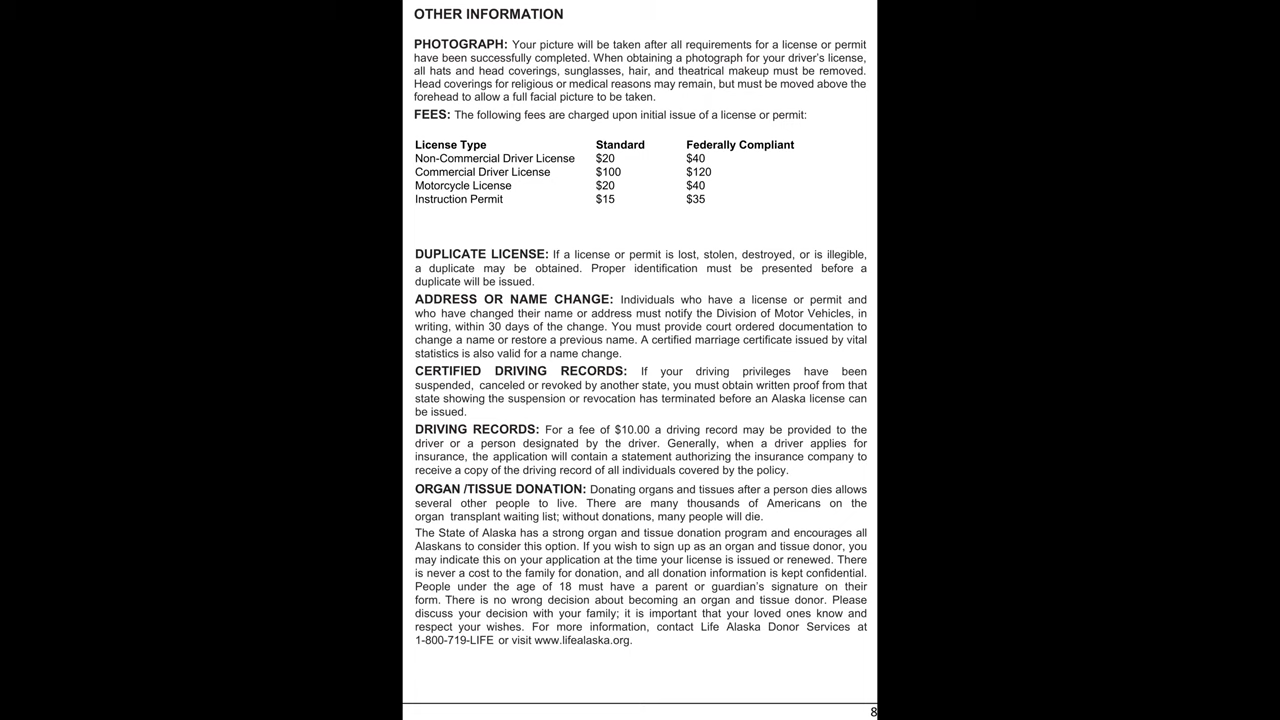 OTHER INFORMATION
PHOTOGRAPH: Your picture will be taken after all requirements for a license or permit
have been successfully completed. When obtaining a photograph for your driver's license,
all hats and head coverings, sunglasses, hair, and theatrical makeup must be removed.
Head coverings for religious or medical reasons may remain, but must be moved above the
forehead to allow a full facial picture to be taken.
FEES: The following fees are charged upon initial issue of a license or permit:
License Type Standard Federally Compliant
Non-Commercial Driver License $20 $40
Commercial Driver License $100 $120
Motorcycle License $20 $40
Instruction Permit $15 $35
DUPLICATE LICENSE: If a license or permit is lost, stolen, destroyed, or is illegible,
a duplicate may be obtained. Proper identification must be presented before a
duplicate will be issued.
ADDRESS OR NAME CHANGE: Individuals who have a license or permit and
who have changed their name or address must notify the Division of Motor Vehicles, in
writing, within 30 days of the change. You must provide court ordered documentation to
change a name or restore a previous name. A certified marriage certificate issued by vital
statistics is also valid for a name change.
CERTIFIED DRIVING RECORDS: If your driving privileges have been
suspended, canceled or revoked by another state, you must obtain written proof from that
state showing the suspension or revocation has terminated before an Alaska license can
be issued.
DRIVING RECORDS: For a fee of $10.00 a driving record may be provided to the
driver or a person designated by the driver. Generally, when a driver applies for
insurance, the application will contain a statement authorizing the insurance company to
receive a copy of the driving record of all individuals covered by the policy.
ORGAN /TISSUE DONATION: Donating organs and tissues after a person dies allows
several other people to live. There are many thousands of Americans on the
organ transplant waiting list; without donations, many people will die.
The State of Alaska has a strong organ and tissue donation program and encourages all
Alaskans to consider this option. If you wish to sign up as an organ and tissue donor, you
may indicate this on your application at the time your license is issued or renewed. There
is never a cost to the family for donation, and all donation information is kept confidential.
People under the age of 18 must have a parent or guardian's signature on their
form. There is no wrong decision about becoming an organ and tissue donor. Please
discuss your decision with your family; it is important that your loved ones know and
respect your wishes. For more information, contact Life Alaska Donor Services at
1-800-719-LIFE or visit www.lifealaska.org.
8